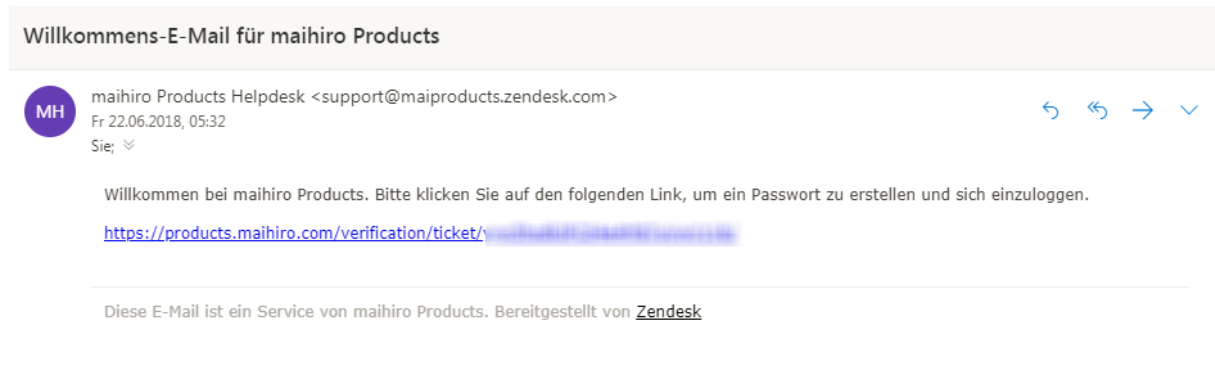 Willkommens-E-Mail für maihiro Products
MH
maihiro Products Helpdesk <support@maiproducts.zendesk.com>
Fr 22.06.2018, 05:32
Sie;
Willkommen bei maihiro Products. Bitte klicken Sie auf den folgenden Link, um ein Passwort zu erstellen und sich einzuloggen.
https://products.maihiro.com/verification/ticket/
Diese E-Mail ist ein Service von maihiro Products. Bereitgestellt von Zendesk